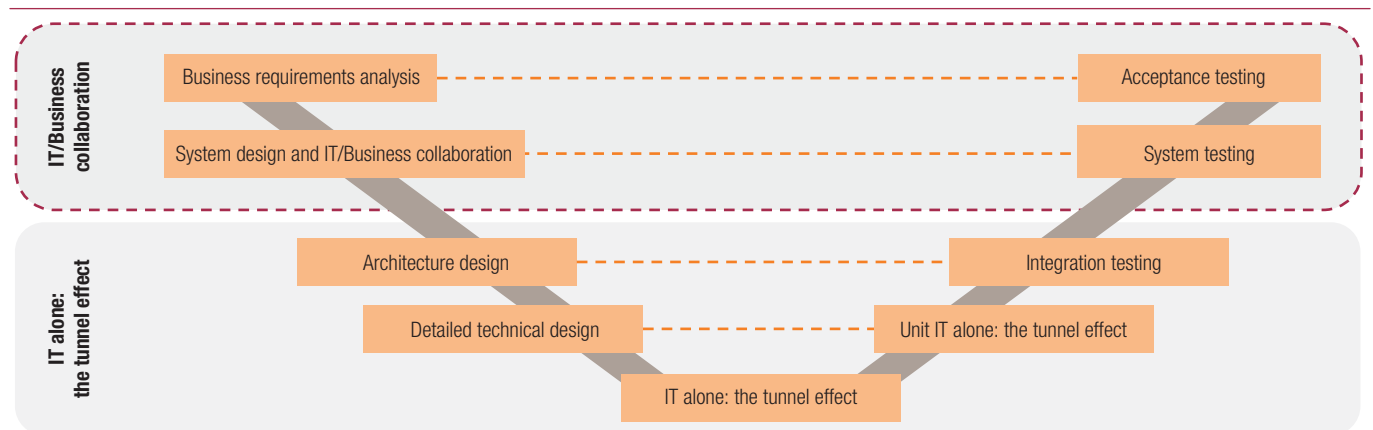 IT/Business
collaboration
Business requirements analysis
Acceptance testing
System design and IT/Business collaboration
System testing
IT alone:
the tunnel effect
Architecture design
Integration testing
Detailed technical design
Unit IT alone: the tunnel effect
IT alone: the tunnel effect